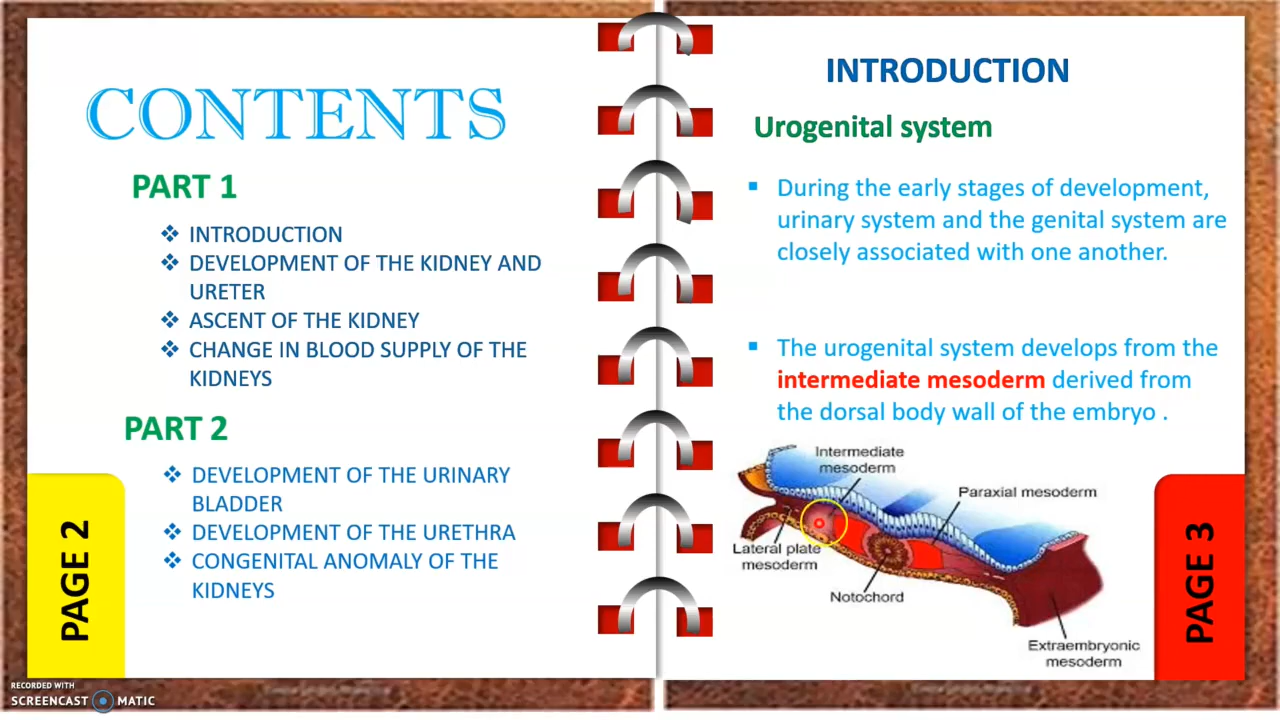 CONTENTS
PART 1
❖ INTRODUCTION
❖ DEVELOPMENT OF THE KIDNEY AND
URETER
❖ ASCENT OF THE KIDNEY
❖ CHANGE IN BLOOD SUPPLY OF THE
KIDNEYS
PART 2
❖ DEVELOPMENT OF THE URINARY
BLADDER
❖ DEVELOPMENT OF THE URETHRA
❖ CONGENITAL ANOMALY OF THE
KIDNEYS
PAGE 2
INTRODUCTION
Urogenital system
▪ During the early stages of development,
urinary system and the genital system are
closely associated with one another.
▪ The urogenital system develops from the
intermediate mesoderm derived from
the dorsal body wall of the embryo .
Intermediate
mesoderm
Paraxial mesoderm
Lateral plate
mesoderm
Notochord
Extraembryonic
mesoderm
PAGE 3
RECORDED WITH
SCREENCAST MATIC